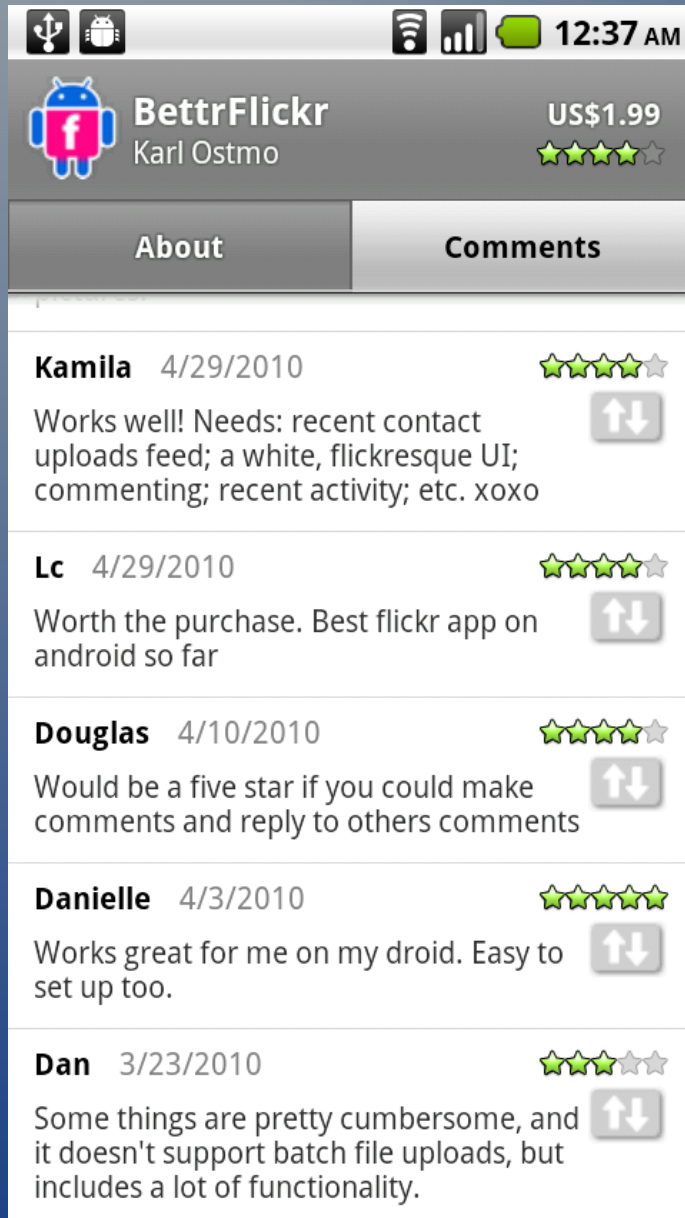 12:37 AM
BettrFlickr
US$1.99
Karl Ostmo
f
About
Comments
Kamila 4/29/2010
Works well! Needs: recent contact
uploads feed; a white, flickresque UI;
commenting; recent activity; etc. xoxo
Lc 4/29/2010
Worth the purchase. Best flickr app on
android so far
Douglas 4/10/2010
Would be a five star if you could make
comments and reply to others comments
Danielle 4/3/2010
Works great for me on my droid. Easy to
set up too.
Dan 3/23/2010
Some things are pretty cumbersome, and
it doesn't support batch file uploads, but
includes a lot of functionality.